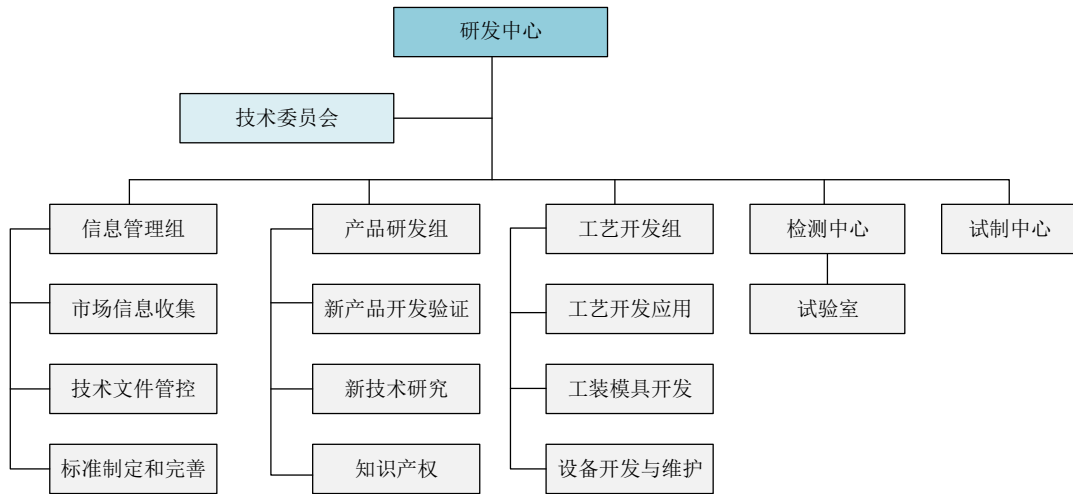 研发中心
技术委员会
信息管理组
产品研发组
工艺开发组
检测中心
试制中心
市场信息收集
新产品开发验证
工艺开发应用
试验室
技术文件管控
新技术研究
工装模具开发
标准制定和完善
知识产权
设备开发与维护